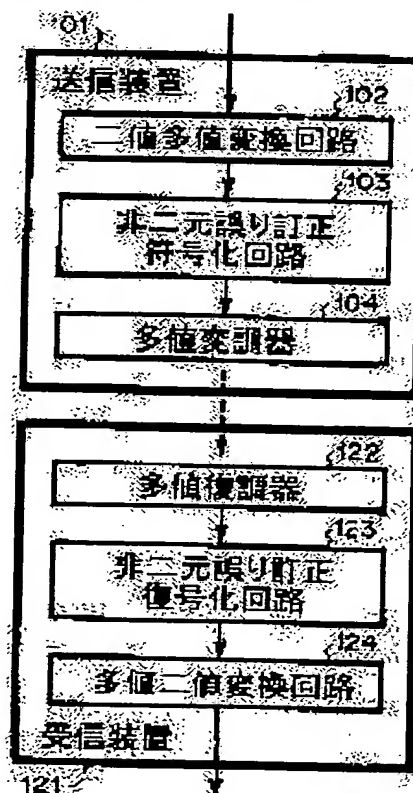 101
送信装置
102
二値多値変換回路
103
非二元誤り訂正
符号化回路
104
多値変調器
122
多値復調器
123
非二元誤り訂正
復号化回路
124
多値二値変換回路
受信装置
121